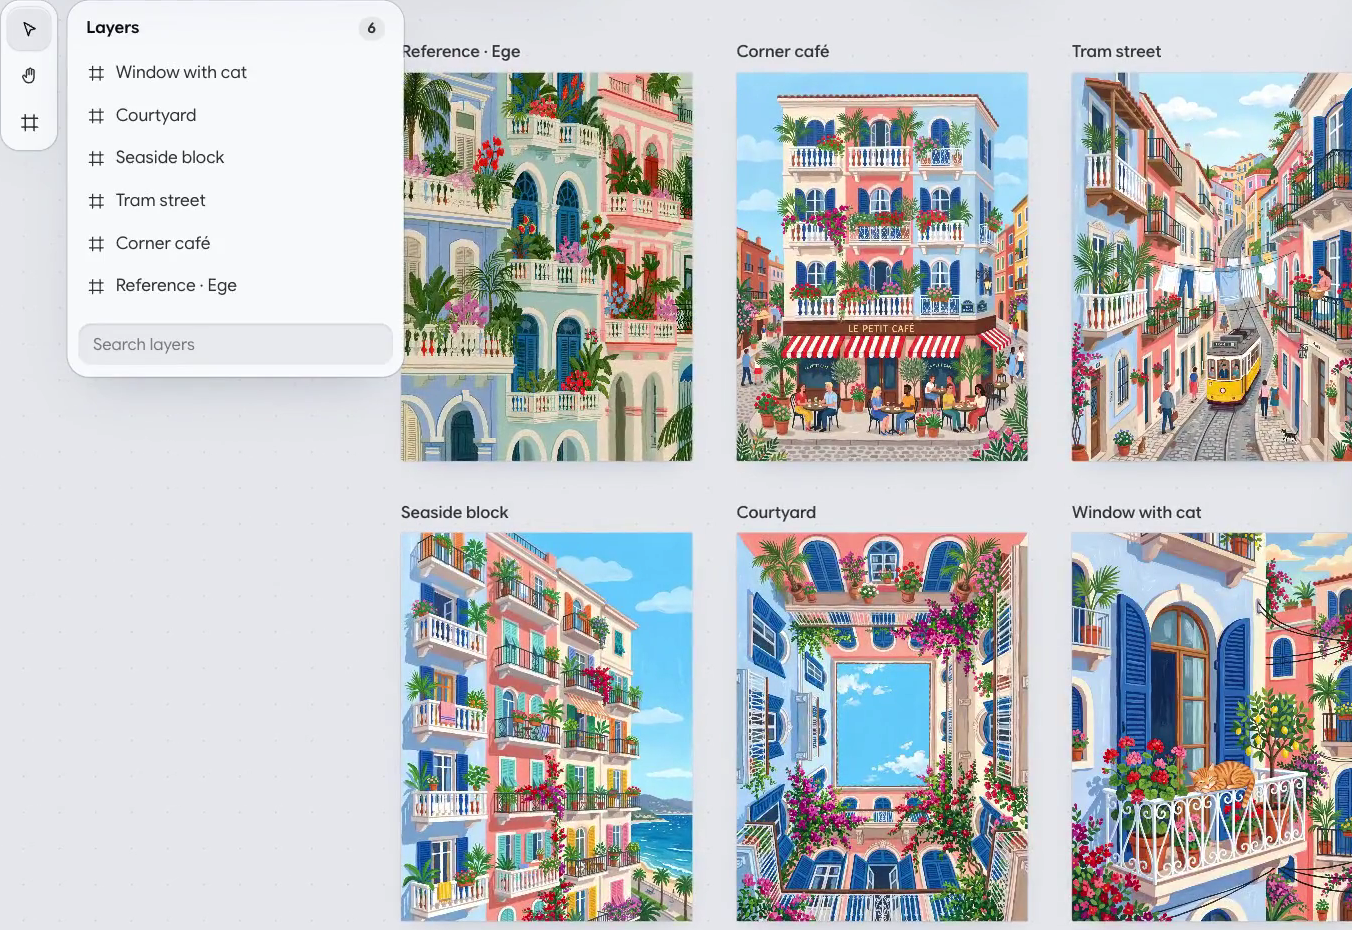 Layers
6
Window with cat
Courtyard
Seaside block
Tram street
Corner café
Reference · Ege
Search layers
Reference · Ege
Corner café
Tram street
LE PETIT CAFÉ
Seaside block
Courtyard
Window with cat